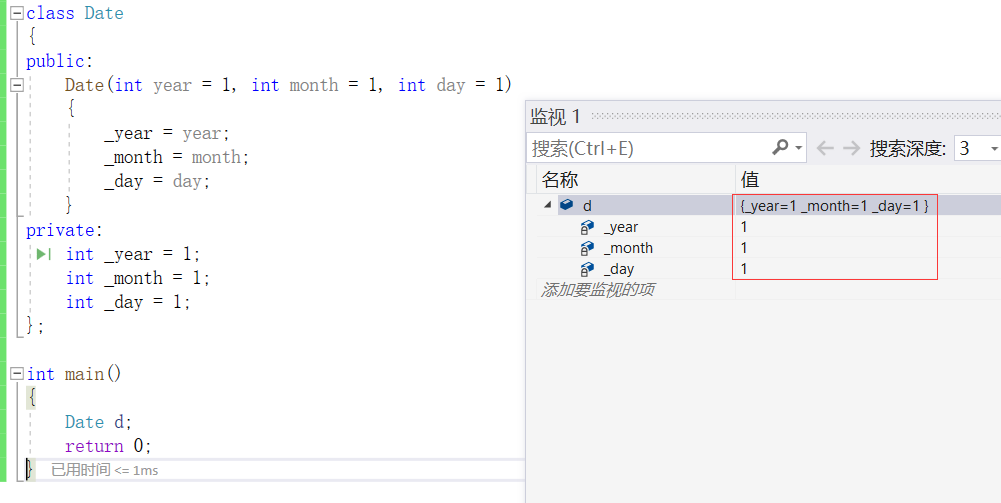 class Date
{
public:
Date(int year = 1, int month = 1, int day = 1)
{
_year = year;
_month = month;
_day = day;
}
private:
int _year = 1;
int _month = 1;
int _day = 1;
};
int main()
{
Date d;
return 0;
} 已用时间 <= 1ms
监视 1
搜索(Ctrl+E) 搜索深度: 3
名称 值
d {_year=1 _month=1 _day=1 }
_year 1
_month 1
_day 1
添加要监视的项